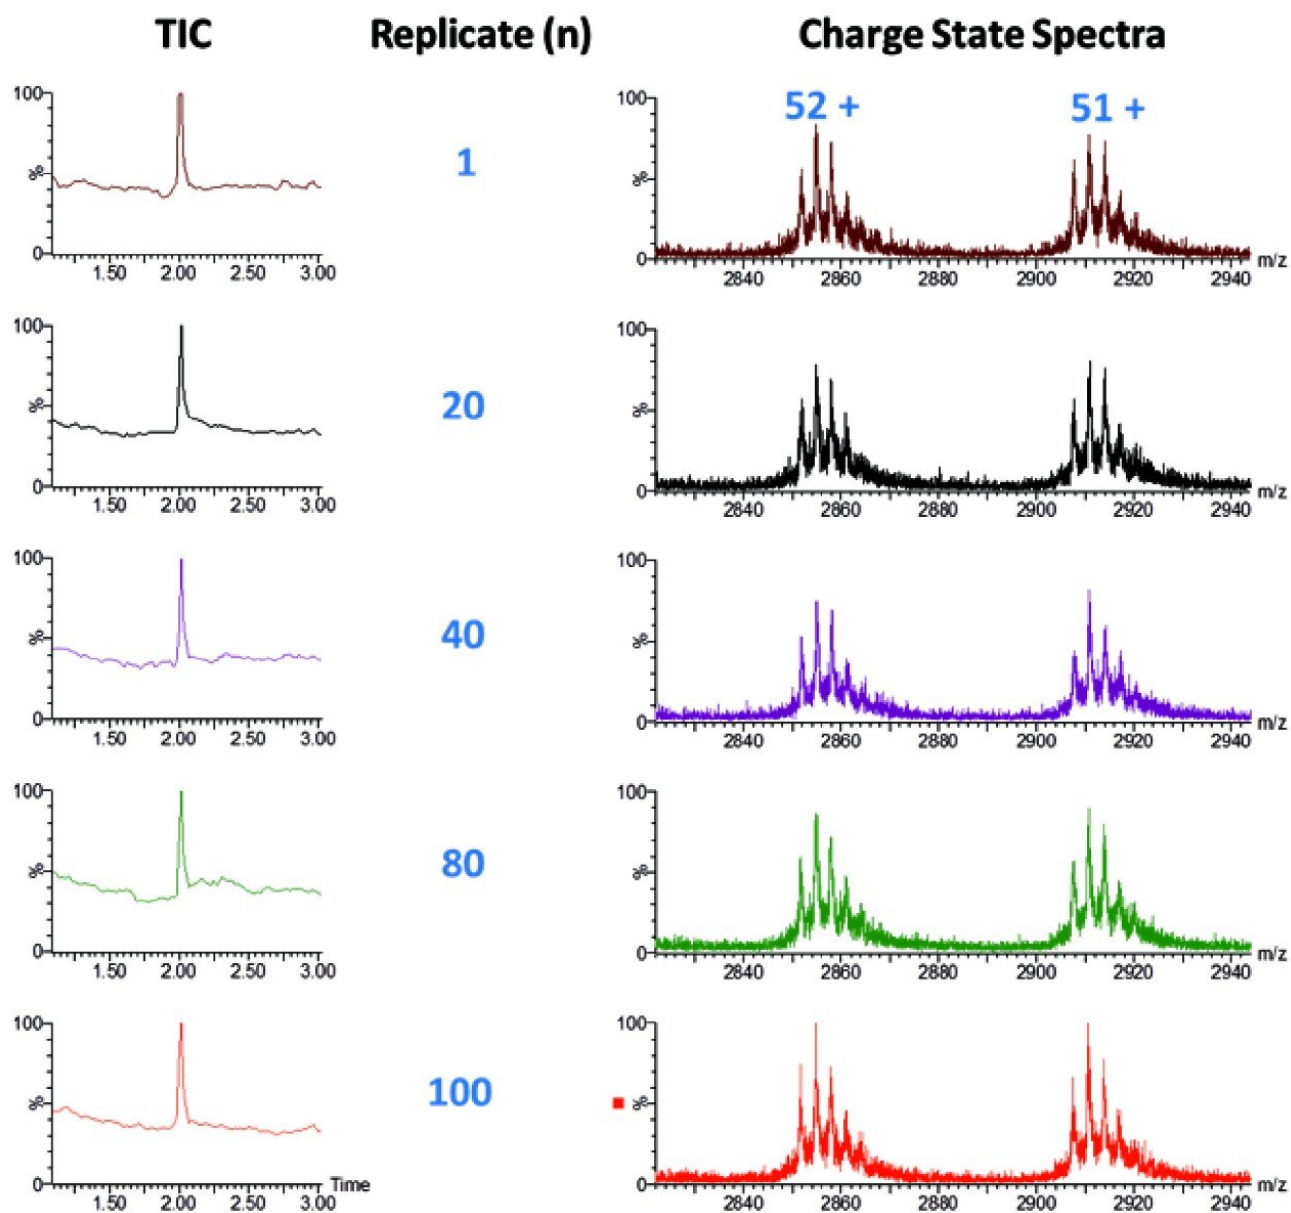 TIC Replicate (n) Charge State Spectra
100 % 0 1.50 2.00 2.50 3.00
1
100 % 0 52 + 51 + 2840 2860 2880 2900 2920 2940 m/z
100 % 0 1.50 2.00 2.50 3.00
20
100 % 0 2840 2860 2880 2900 2920 2940 m/z
100 % 0 1.50 2.00 2.50 3.00
40
100 % 0 2840 2860 2880 2900 2920 2940 m/z
100 % 0 1.50 2.00 2.50 3.00
80
100 % 0 2840 2860 2880 2900 2920 2940 m/z
100 % 0 1.50 2.00 2.50 3.00 Time
100
100 % 0 2840 2860 2880 2900 2920 2940 m/z